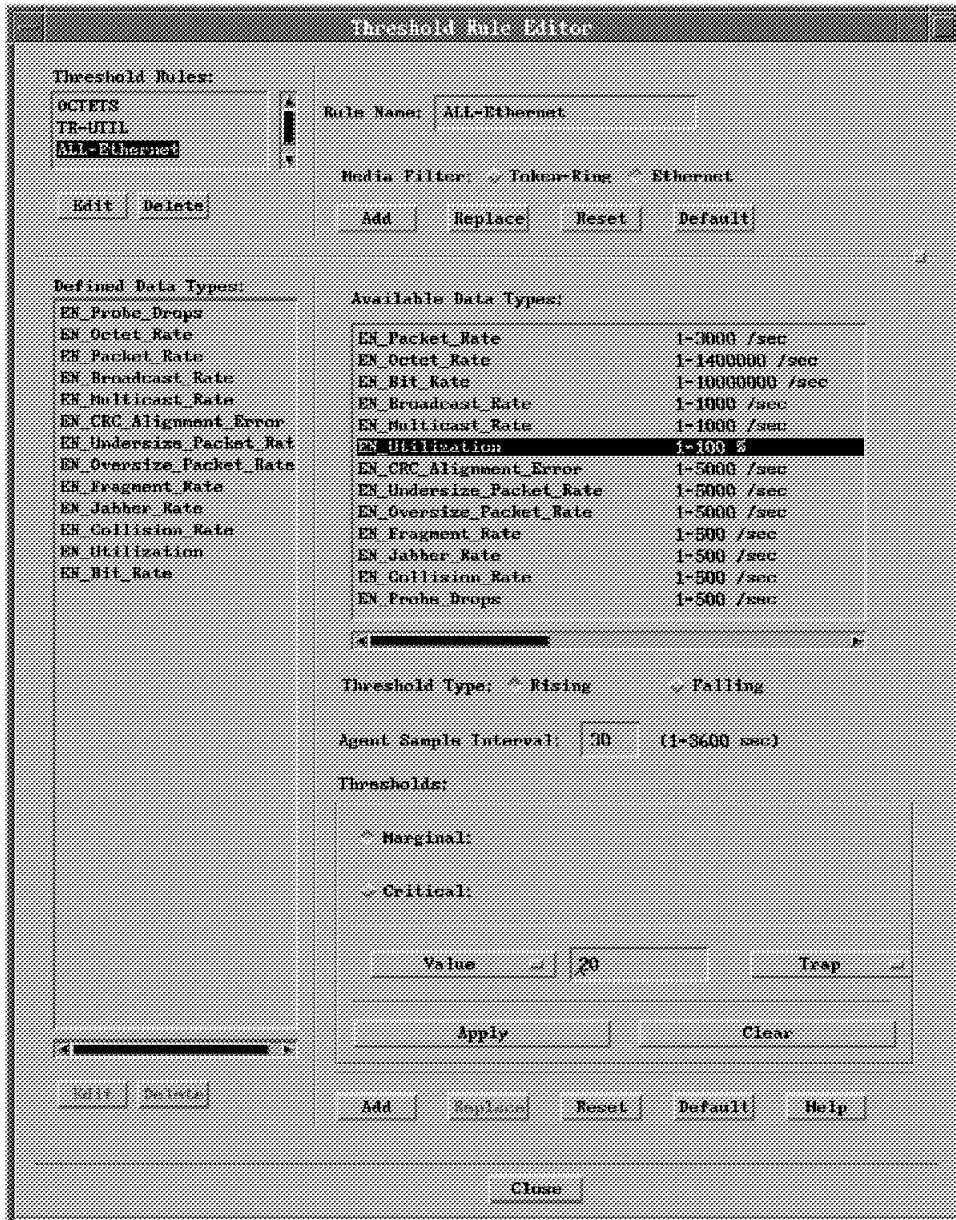 Threshold Rule Editor
Threshold Rules:
OCTETS
TR-UTIL
ALL-Ethernet
Edit Delete
Rule Name: ALL-Ethernet
Media Filter: Token-Ring Ethernet
Add Replace Reset Default
Defined Data Types:
EN_Probe_Drops
EN_Octet_Rate
EN_Packet_Rate
EN_Broadcast_Rate
EN_Multicast_Rate
EN_CRC_Alignment_Error
EN_Undersize_Packet_Rat
EN_Oversize_Packet_Rate
EN_Fragment_Rate
EN_Jabber_Rate
EN_Collision_Rate
EN_Utilization
EN_Bit_Rate
Edit Delete
Available Data Types:
EN_Packet_Rate 1-3000 /sec
EN_Octet_Rate 1-1400000 /sec
EN_Bit_Rate 1-10000000 /sec
EN_Broadcast_Rate 1-1000 /sec
EN_Multicast_Rate 1-1000 /sec
EN_Utilization 1-100 %
EN_CRC_Alignment_Error 1-5000 /sec
EN_Undersize_Packet_Rate 1-5000 /sec
EN_Oversize_Packet_Rate 1-5000 /sec
EN_Fragment_Rate 1-500 /sec
EN_Jabber_Rate 1-500 /sec
EN_Collision_Rate 1-500 /sec
EN_Probe_Drops 1-500 /sec
Threshold Type: Rising Falling
Agent Sample Interval: 30 (1-3600 sec)
Thresholds:
Marginal:
Critical:
Value 20 Trap
Apply Clear
Add Replace Reset Default Help
Close